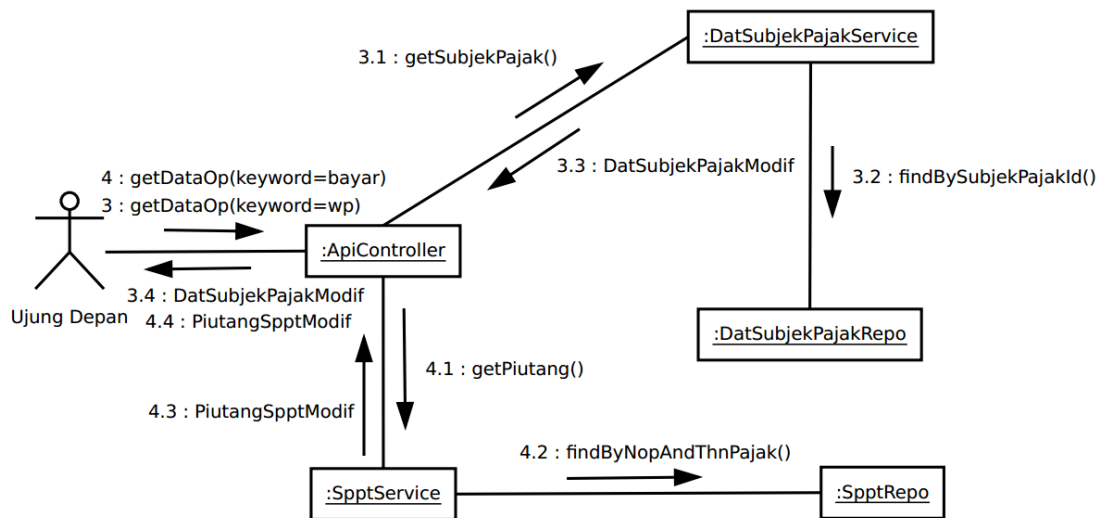 :DatSubjekPajakService
3.1 : getSubjekPajak()
3.3 : DatSubjekPajakModif
3.2 : findBySubjekPajakId()
4 : getDataOp(keyword=bayar)
3 : getDataOp(keyword=wp)
:ApiController
3.4 : DatSubjekPajakModif
4.4 : PiutangSpptModif
Ujung Depan
:DatSubjekPajakRepo
4.1 : getPiutang()
4.3 : PiutangSpptModif
4.2 : findByNopAndThnPajak()
:SpptService
:SpptRepo